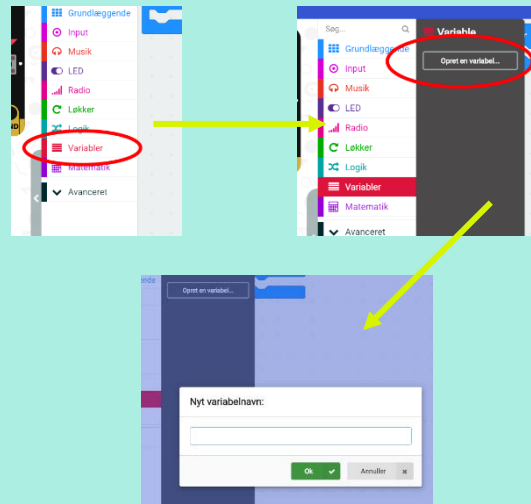 Grundlæggende
Input
Musik
LED
Radio
Løkker
Logik
Variabler
Matematik
Avanceret
Søg...
Grundlæggende
Input
Musik
LED
Radio
Løkker
Logik
Variabler
Matematik
Avanceret
Variable
Opret en variabel...
Opret en variabel...
Nyt variabelnavn:
Ok
Annuller